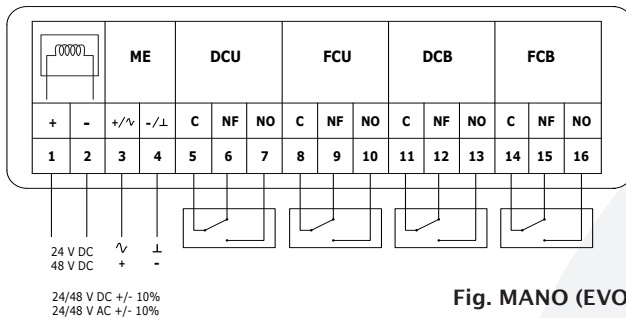 ME DCU FCU DCB FCB
+ - +/∿ -/⊥ C NF NO C NF NO C NF NO C NF NO
1 2 3 4 5 6 7 8 9 10 11 12 13 14 15 16
24 V DC ∿ ⊥
48 V DC + -
24/48 V DC +/- 10%
24/48 V AC +/- 10%
Fig. MANO (EVO